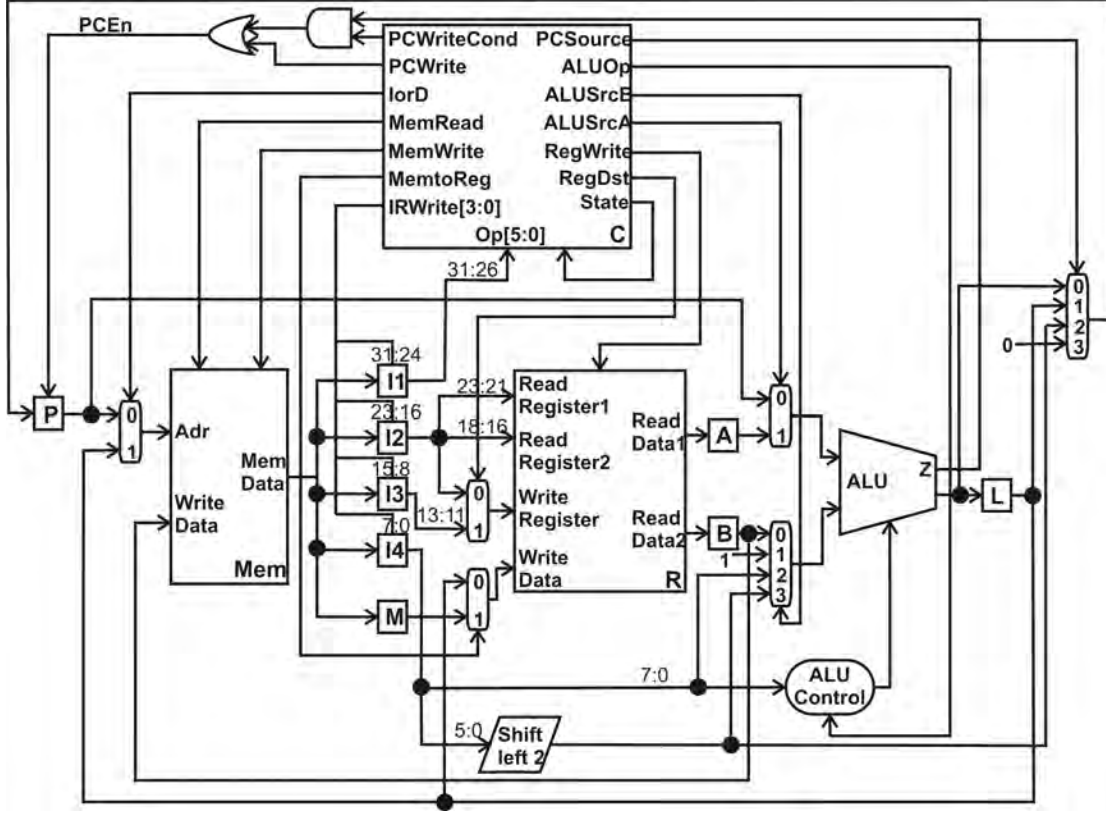 PCEn
PCWriteCond PCSource
PCWrite ALUOp
IorD ALUSrcB
MemRead ALUSrcA
MemWrite RegWrite
MemtoReg RegDst
IRWrite[3:0] State
Op[5:0] C
31:26
0
1
2
3
0
31:24
I1
23:16
I2
15:8
I3
7:0
I4
M
P
0
1
Adr
Mem
Data
Write
Data
Mem
23:21
18:16
13:11
0
1
0
1
Read
Register1
Read
Register2
Write
Register
Write
Data
Read
Data1
Read
Data2
R
A
B
0
1
0
1
2
3
1
ALU
Z
L
7:0
ALU
Control
5:0
Shift
left 2